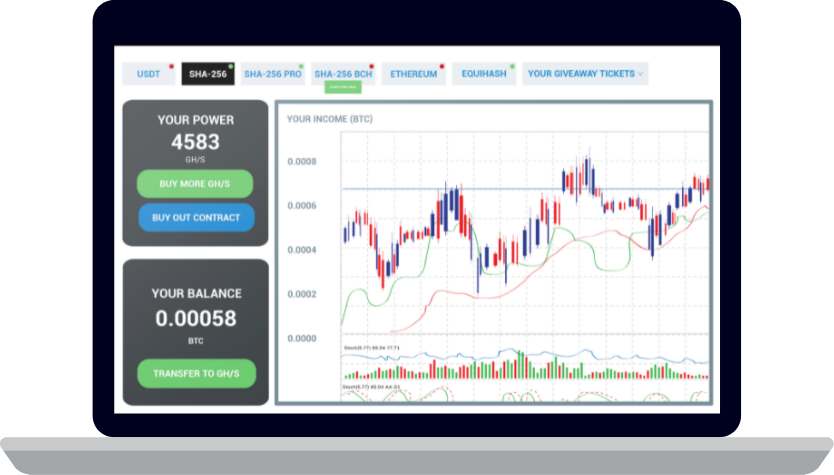 USDT
SHA-256
SHA-256 PRO
SHA-256 BCH
ETHEREUM
EQUIHASH
YOUR GIVEAWAY TICKETS
YOUR POWER
4583
GH/S
BUY MORE GH/S
BUY OUT CONTRACT
YOUR BALANCE
0.00058
BTC
TRANSFER TO GH/S
YOUR INCOME (BTC)
0.0008
0.0006
0.0004
0.0002
0.0000